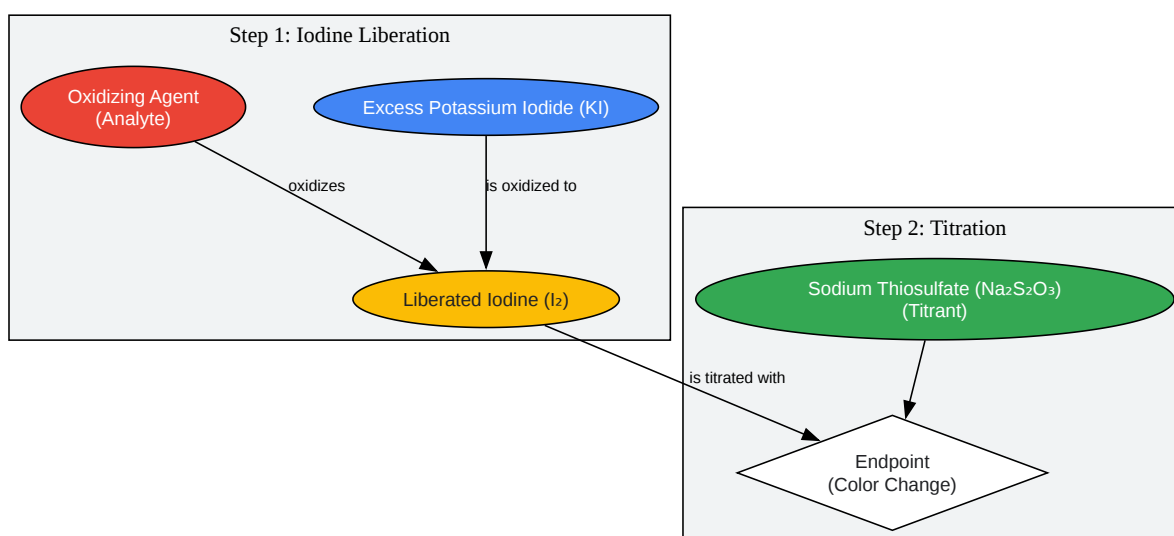 Step 1: Iodine Liberation
Oxidizing Agent
(Analyte)
Excess Potassium Iodide (KI)
oxidizes
is oxidized to
Liberated Iodine (I₂)
Step 2: Titration
Sodium Thiosulfate (Na₂S₂O₃)
(Titrant)
is titrated with
Endpoint
(Color Change)